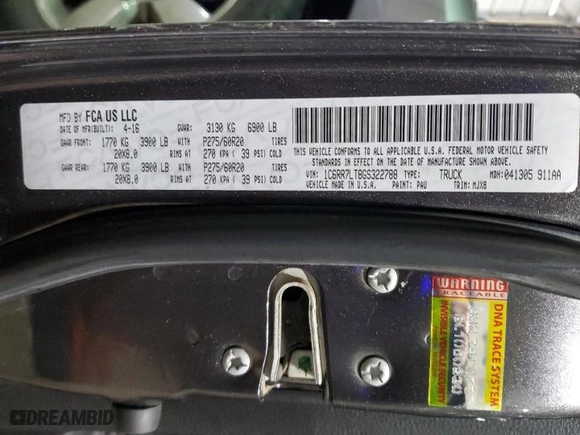 MFD BY FCA US LLC
DATE OF MFR(BUILT): 4-16 GVWR: 3130 KG 6900 LB
GAWR FRONT: 1770 KG 3900 LB P275/60R20 TIRES
20X8.0 RIMS AT 270 KPA ( 39 PSI) COLD
GAWR REAR: 1770 KG 3900 LB P275/60R20 TIRES
20X8.0 RIMS AT 270 KPA ( 39 PSI) COLD
THIS VEHICLE CONFORMS TO ALL APPLICABLE U.S.A. FEDERAL MOTOR VEHICLE SAFETY
STANDARDS IN EFFECT ON THE DATE OF MANUFACTURE SHOWN ABOVE.
VIN: 1C6RR7LT8GS322788 TYPE: TRUCK MDH: 041305 911AA
VEHICLE MADE IN U.S.A. PAINT: PAU TRIM: MJXB
WARNING
TRACEABLE
DNA TRACE SYSTEM
INVISIBLE VEHICLE SECURITY
DREAMBID